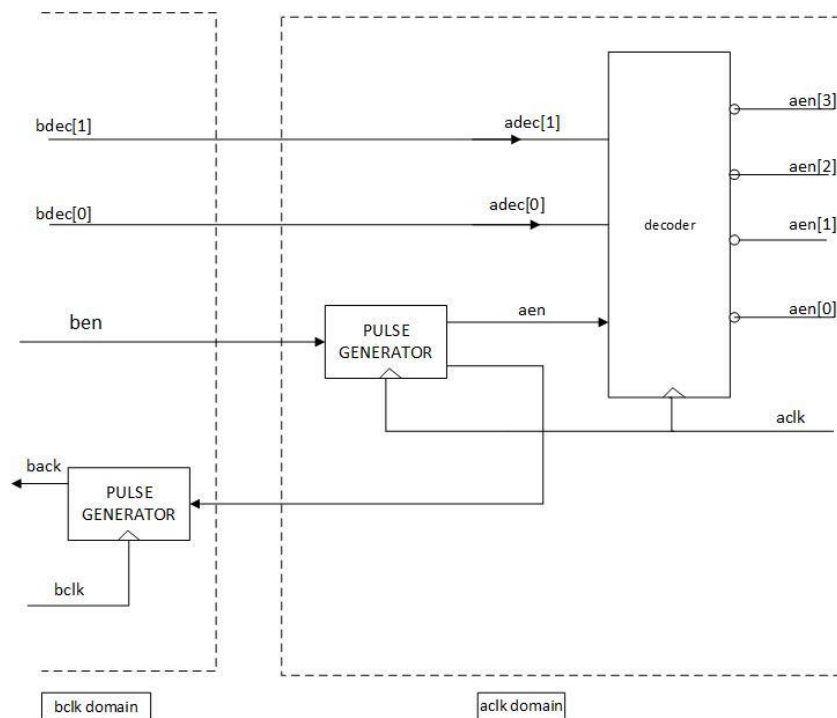 aen[3]
bdec[1]
adec[1]
aen[2]
bdec[0]
adec[0]
decoder
aen[1]
ben
PULSE
GENERATOR
aen
aen[0]
aclk
back
PULSE
GENERATOR
bclk
bclk domain
aclk domain